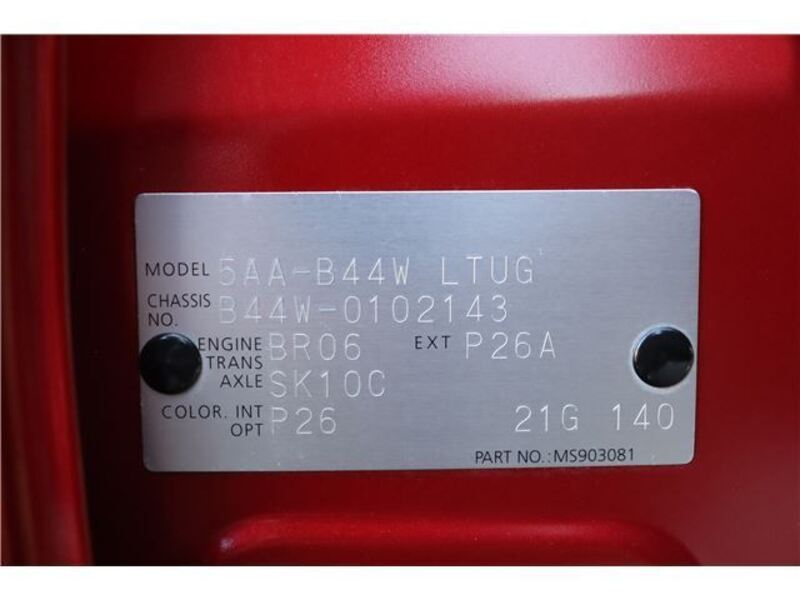 MODEL 5AA-B44W LTUG
CHASSIS NO. B44W-0102143
ENGINE BR06 EXT P26A
TRANS AXLE SK10C
COLOR. INT OPT P26 21G 140
PART NO.: MS903081